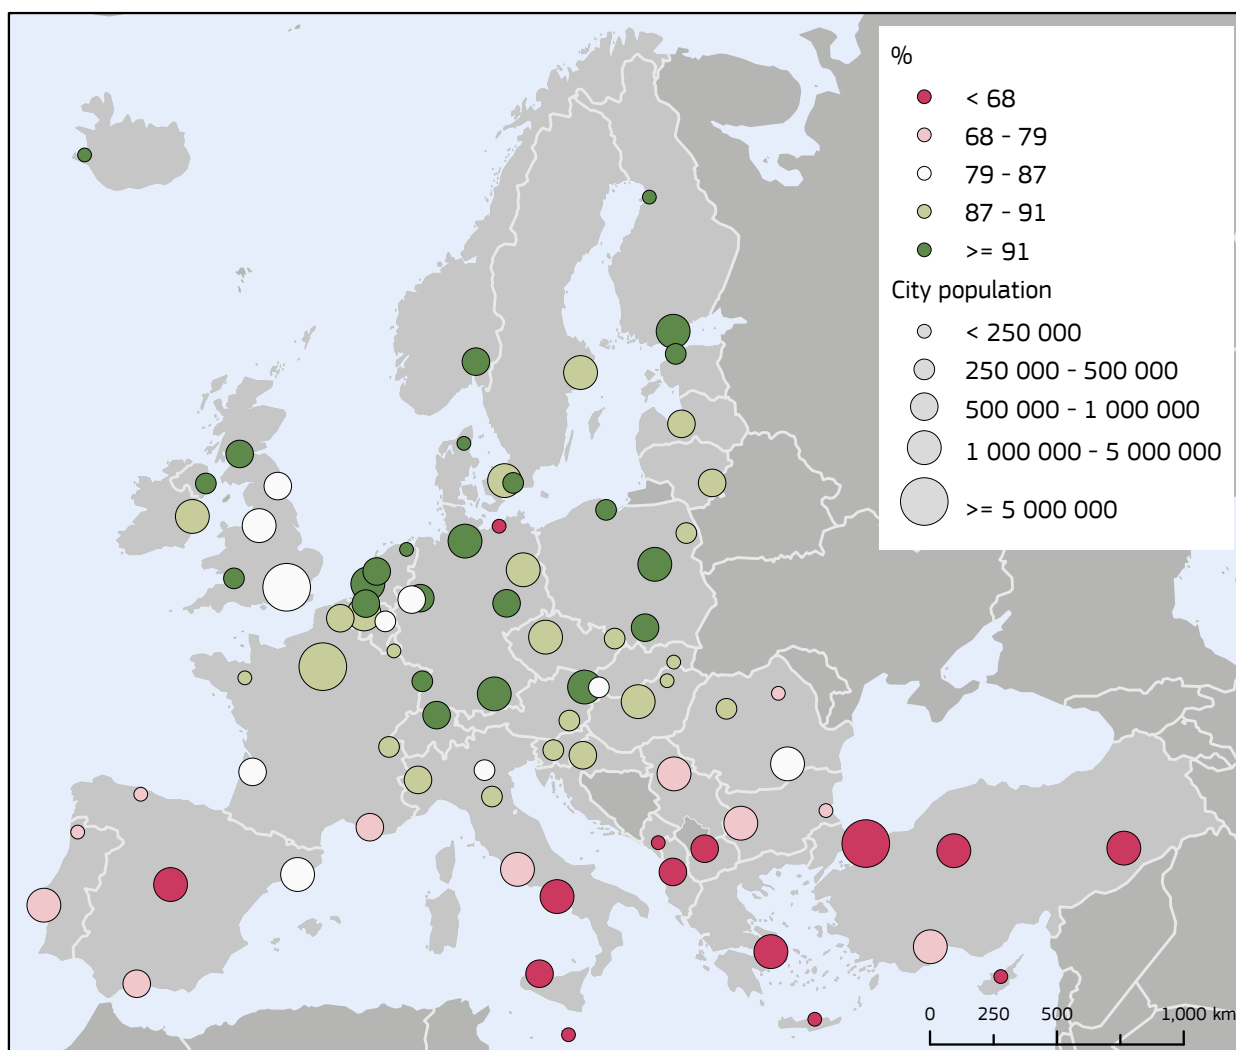 %
< 68
68 - 79
79 - 87
87 - 91
>= 91
City population
< 250 000
250 000 - 500 000
500 000 - 1 000 000
1 000 000 - 5 000 000
>= 5 000 000
0 250 500 1,000 km